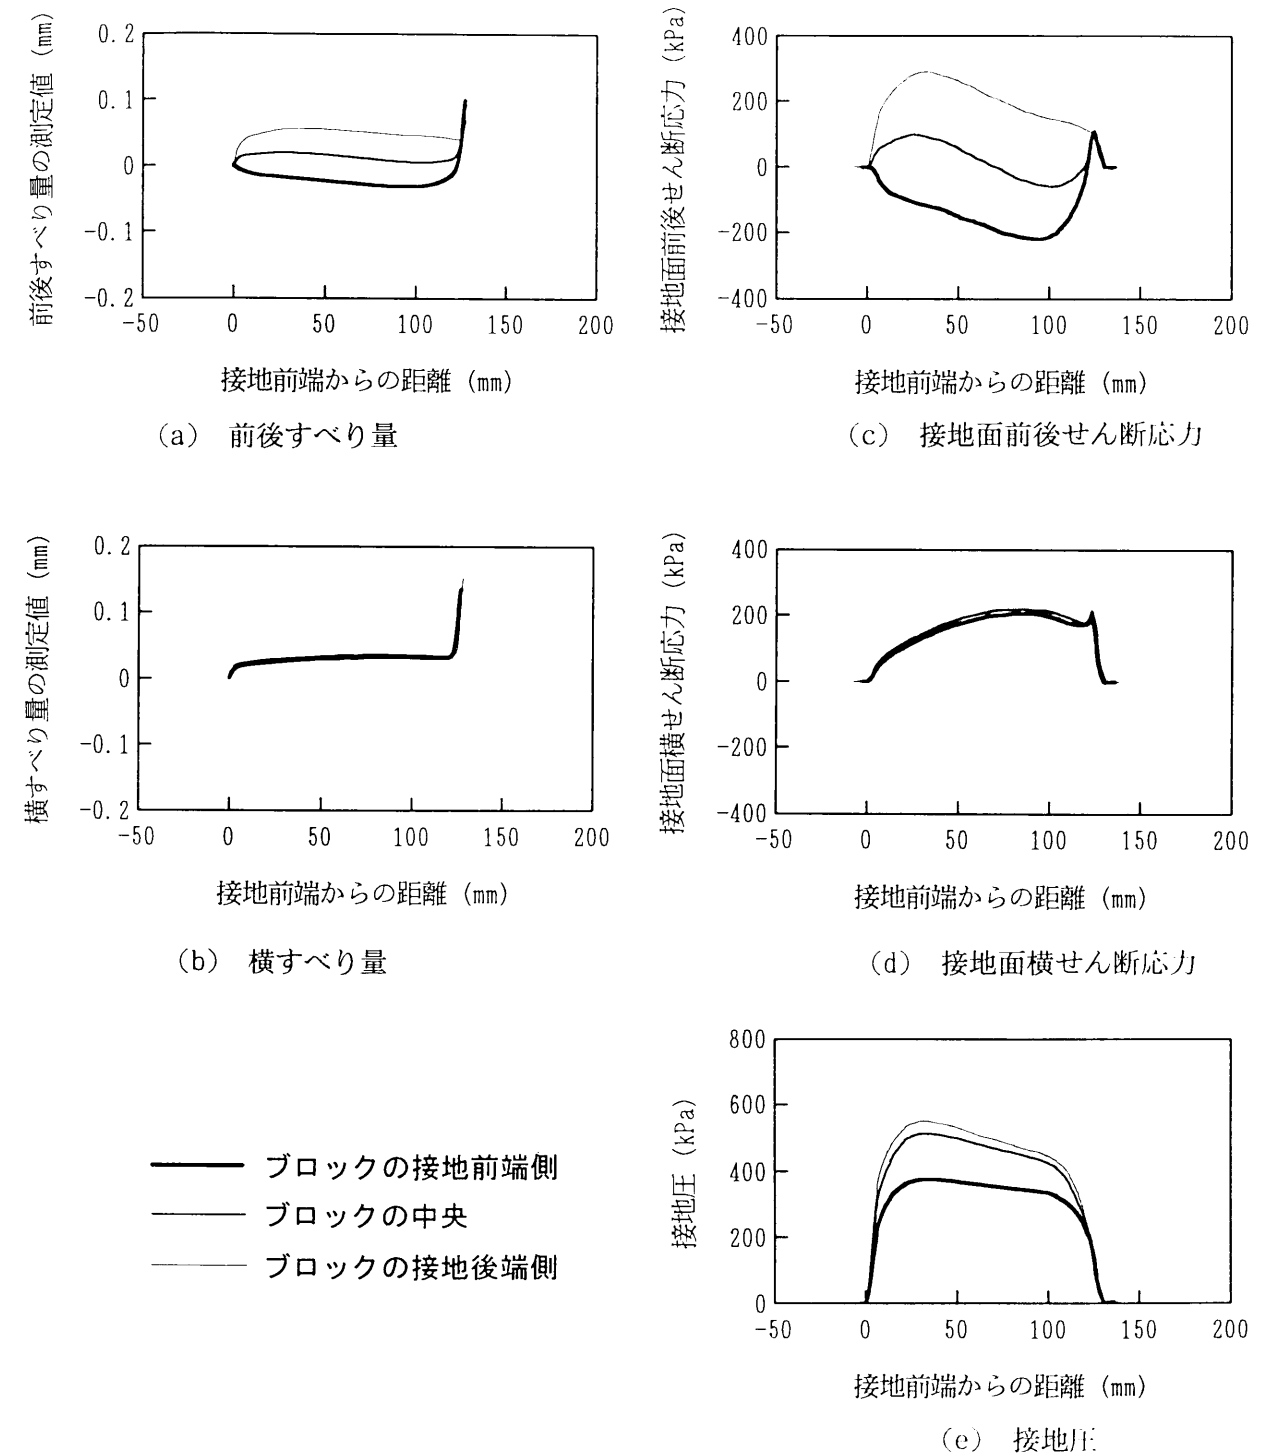 前後すべり量の測定値 (mm)
0.2
0.1
0
-0.1
-0.2
-50 0 50 100 150 200
接地前端からの距離 (mm)
(a) 前後すべり量
接地面前後せん断応力 (kPa)
400
200
0
-200
-400
-50 0 50 100 150 200
接地前端からの距離 (mm)
(c) 接地面前後せん断応力
横すべり量の測定値 (mm)
0.2
0.1
0
-0.1
-0.2
-50 0 50 100 150 200
接地前端からの距離 (mm)
(b) 横すべり量
接地面横せん断応力 (kPa)
400
200
0
-200
-400
-50 0 50 100 150 200
接地前端からの距離 (mm)
(d) 接地面横せん断応力
ブロックの接地前端側
ブロックの中央
ブロックの接地後端側
接地圧 (kPa)
800
600
400
200
0
-50 0 50 100 150 200
接地前端からの距離 (mm)
(e) 接地圧